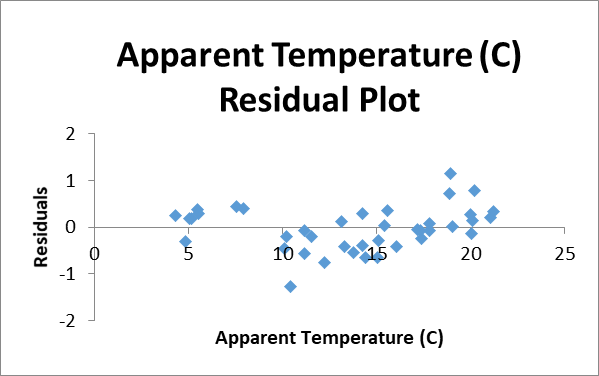 Apparent Temperature (C)
Residual Plot
2
1
0
-1
-2
Residuals
0 5 10 15 20 25
Apparent Temperature (C)